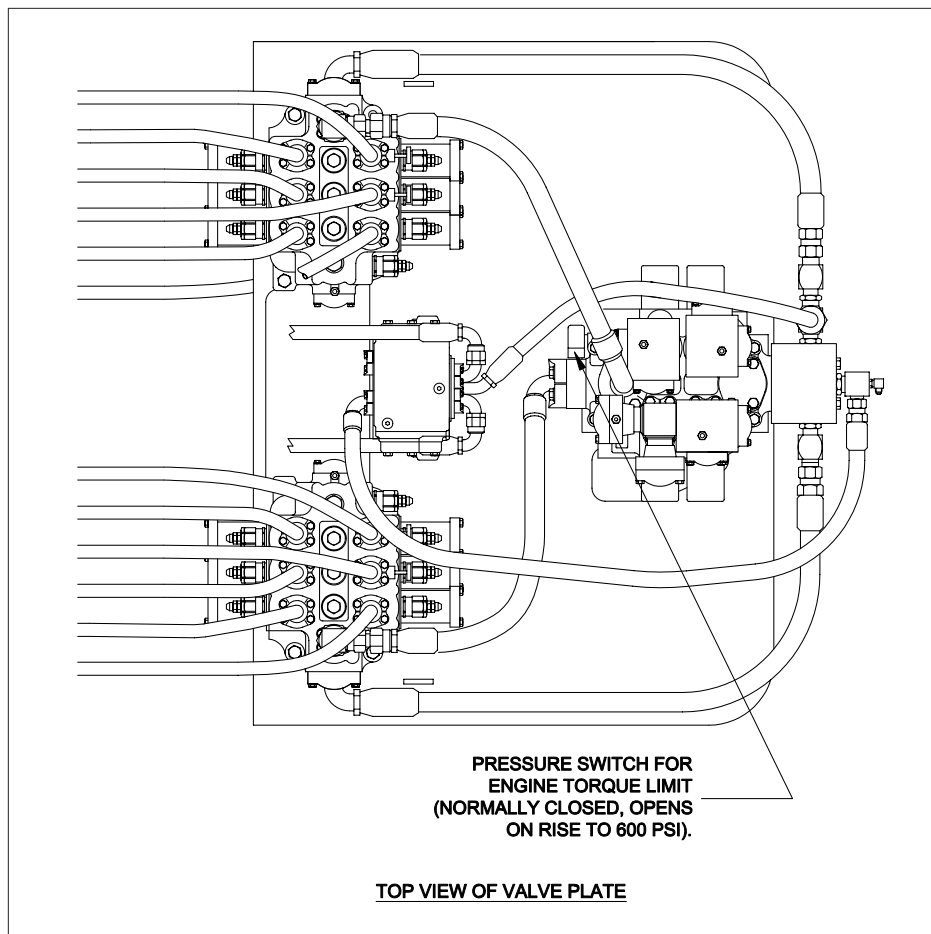 PRESSURE SWITCH FOR
ENGINE TORQUE LIMIT
(NORMALLY CLOSED, OPENS
ON RISE TO 600 PSI).
TOP VIEW OF VALVE PLATE